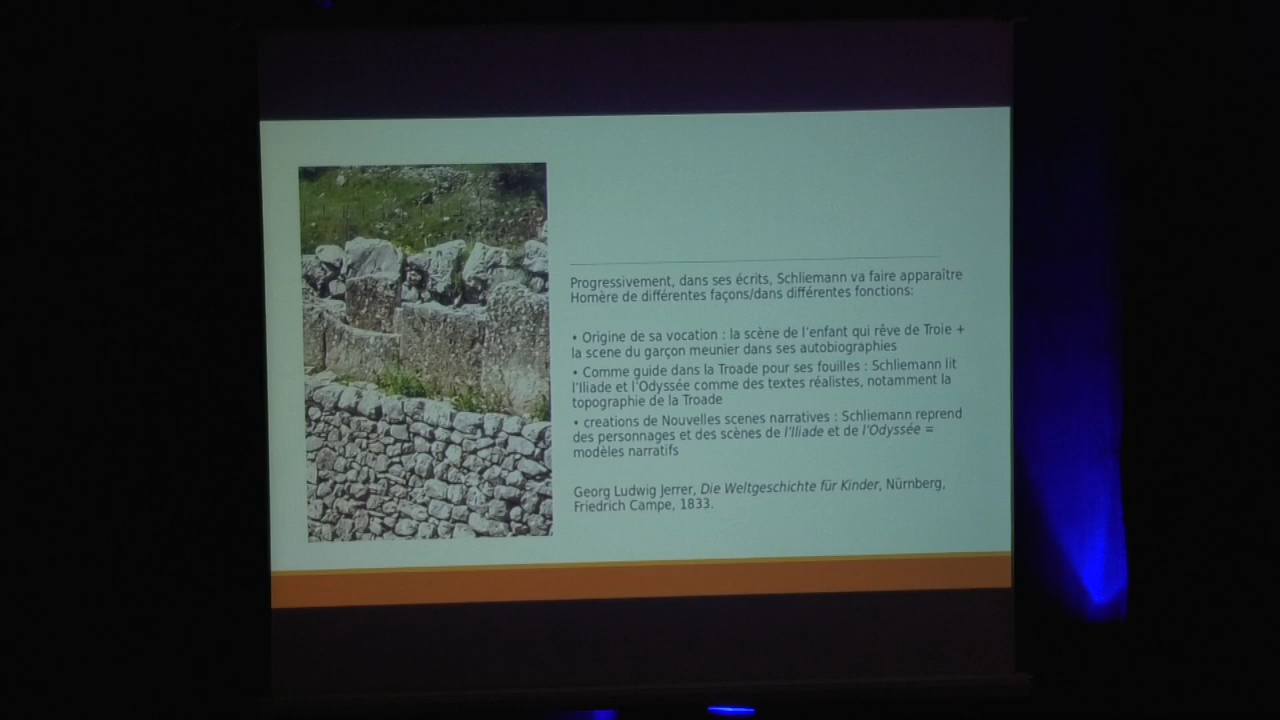 Progressivement, dans ses écrits, Schliemann va faire apparaître
Homère de différentes façons/dans différentes fonctions:
• Origine de sa vocation : la scène de l'enfant qui rêve de Troie +
la scene du garçon meunier dans ses autobiographies
• Comme guide dans la Troade pour ses fouilles : Schliemann lit
l'Iliade et l'Odyssée comme des textes réalistes, notamment la
topographie de la Troade
• creations de Nouvelles scenes narratives : Schliemann reprend
des personnages et des scènes de l'Iliade et de l'Odyssée =
modèles narratifs
Georg Ludwig Jerrer, Die Weltgeschichte für Kinder, Nürnberg,
Friedrich Campe, 1833.